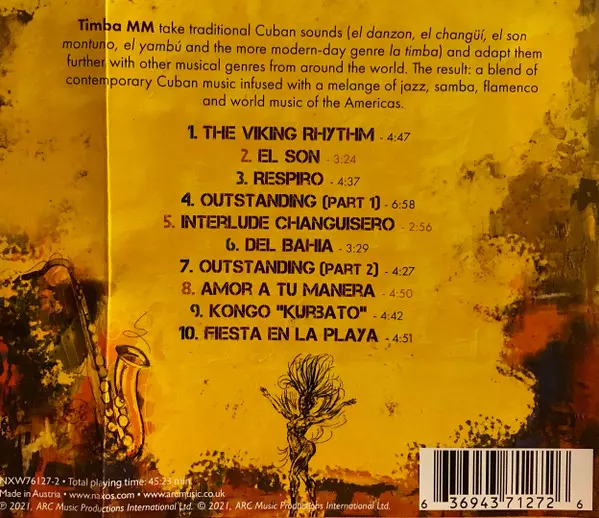 Timba MM take traditional Cuban sounds (el danzon, el changüí, el son
montuno, el yambú and the more modern-day genre la timba) and adapt them
further with other musical genres from around the world. The result: a blend of
contemporary Cuban music infused with a melange of jazz, samba, flamenco
and world music of the Americas.
1. THE VIKING RHYTHM - 4:47
2. EL SON - 3:24
3. RESPIRO - 4:37
4. OUTSTANDING (PART 1) - 6:58
5. INTERLUDE CHANGUISERO - 2:56
6. DEL BAHIA - 3:29
7. OUTSTANDING (PART 2) - 4:27
8. AMOR A TU MANERA - 4:50
9. KONGO "KURBATO" - 4:42
10. FIESTA EN LA PLAYA - 4:51
NXW76127-2 • Total playing time: 45:23 min
Made in Austria • www.naxos.com • www.arcmusic.co.uk
℗ 2021, ARC Music Productions International Ltd. © 2021, ARC Music Productions International Ltd.
6 36943 71272 6